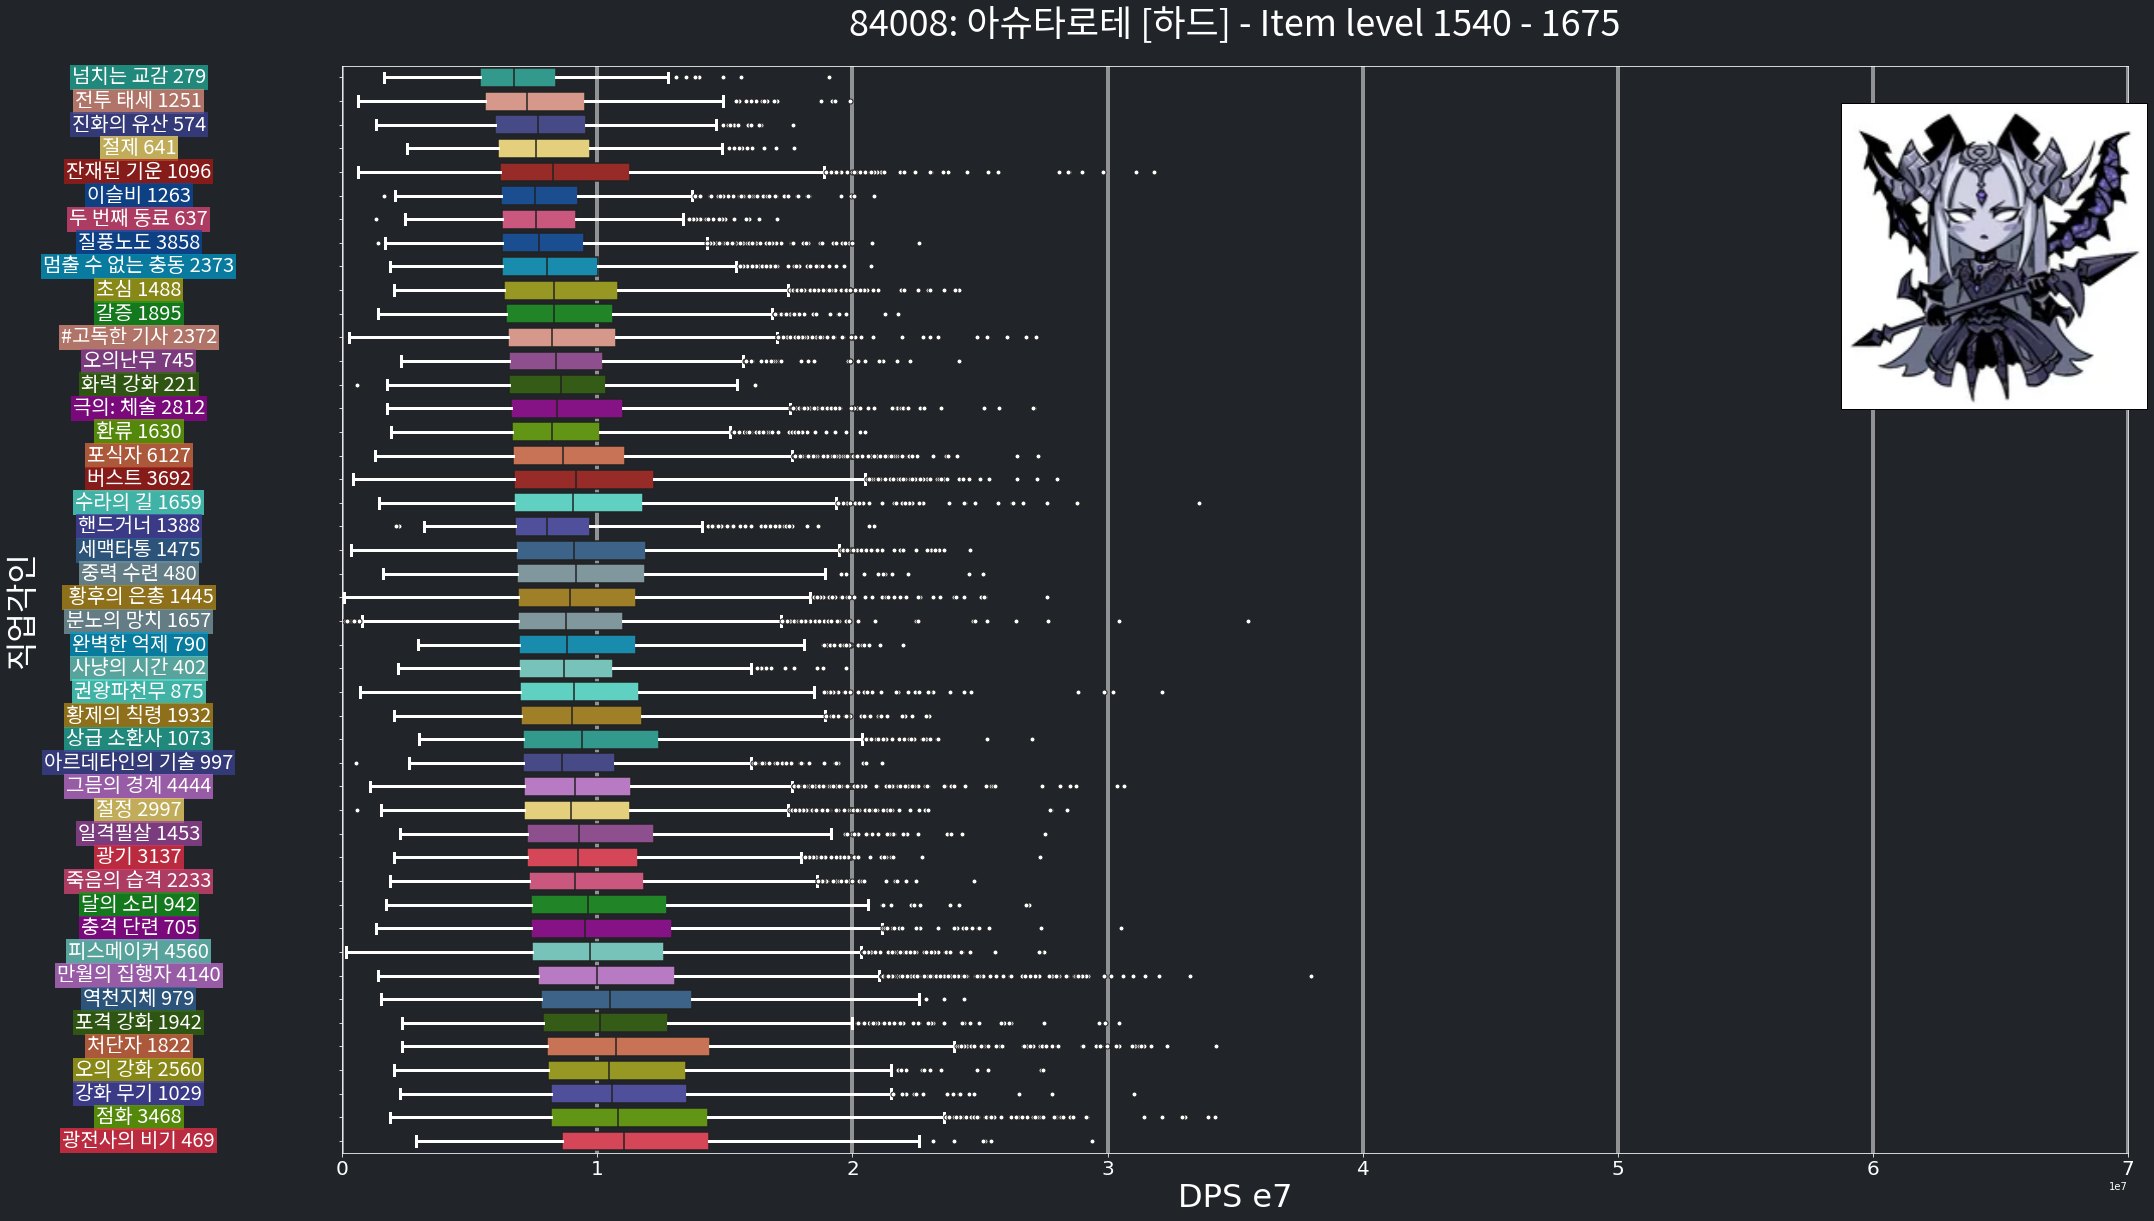 84008: 아슈타로테 [하드] - Item level 1540 - 1675
넘치는 교감 279
전투 태세 1251
진화의 유산 574
절제 641
잔재된 기운 1096
이슬비 1263
두 번째 동료 637
질풍노도 3858
멈출 수 없는 충동 2373
초심 1488
갈증 1895
#고독한 기사 2372
오의난무 745
화력 강화 221
극의: 체술 2812
환류 1630
포식자 6127
버스트 3692
수라의 길 1659
핸드거너 1388
세맥타통 1475
중력 수련 480
황후의 은총 1445
분노의 망치 1657
완벽한 억제 790
사냥의 시간 402
권왕파천무 875
황제의 칙령 1932
상급 소환사 1073
아르데타인의 기술 997
그믐의 경계 4444
절정 2997
일격필살 1453
광기 3137
죽음의 습격 2233
달의 소리 942
충격 단련 705
피스메이커 4560
만월의 집행자 4140
역천지체 979
포격 강화 1942
처단자 1822
오의 강화 2560
강화 무기 1029
점화 3468
광전사의 비기 469
직업각인
0 1 2 3 4 5 6 7
DPS e7
1e7